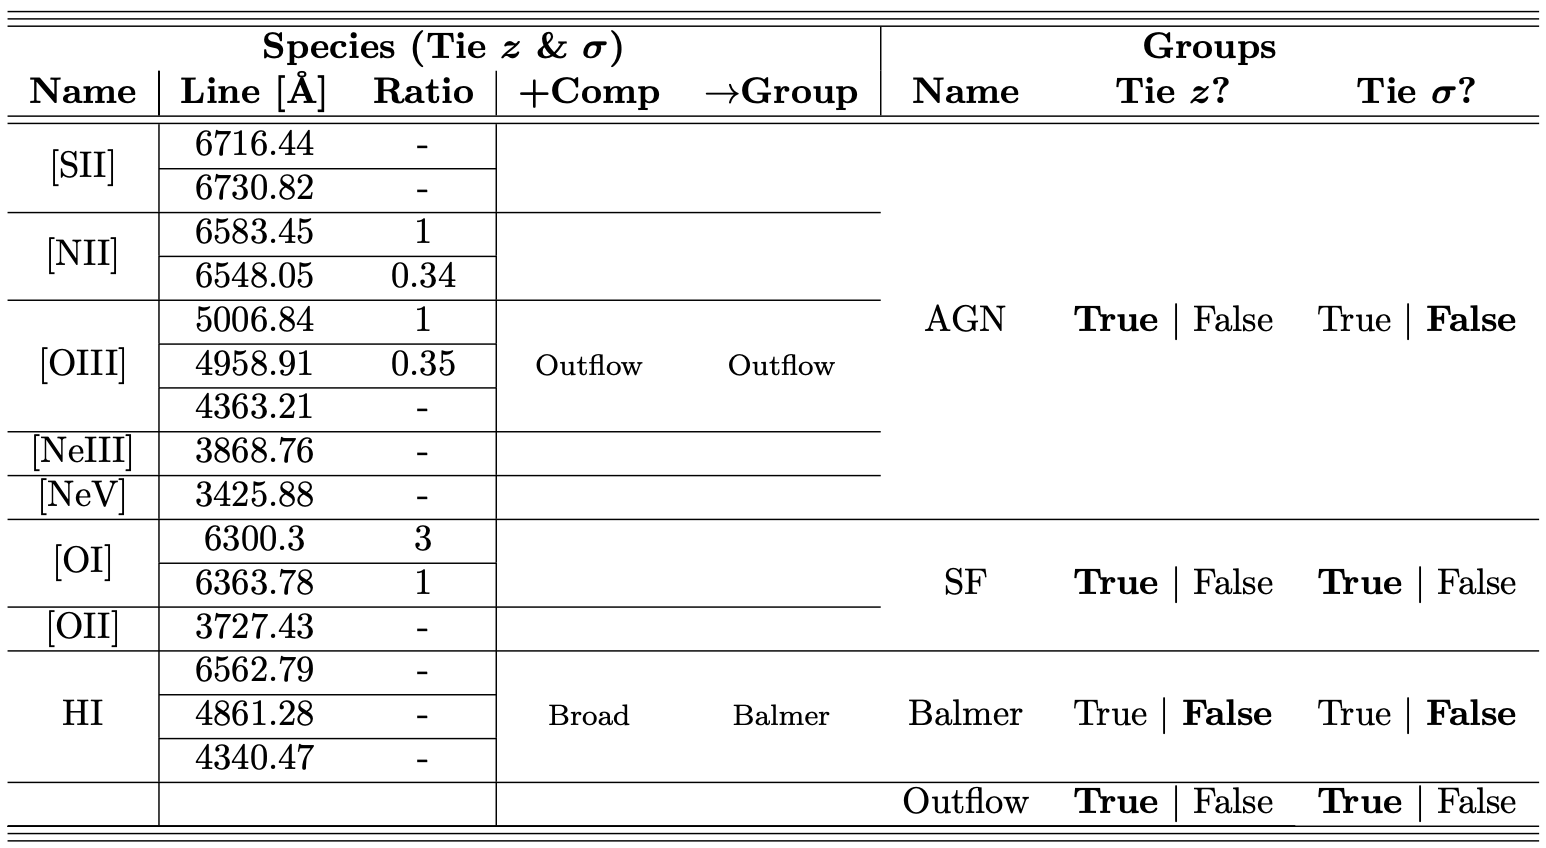 Species (Tie z & σ) Groups
Name Line [Å] Ratio +Comp →Group Name Tie z? Tie σ?
[SII] 6716.44 -
6730.82 -
[NII] 6583.45 1
6548.05 0.34
[OIII] 5006.84 1
4958.91 0.35 Outflow Outflow
4363.21 -
AGN True | False True | False
[NeIII] 3868.76 -
[NeV] 3425.88 -
[OI] 6300.3 3
6363.78 1
SF True | False True | False
[OII] 3727.43 -
HI 6562.79 -
4861.28 - Broad Balmer Balmer True | False True | False
4340.47 -
Outflow True | False True | False